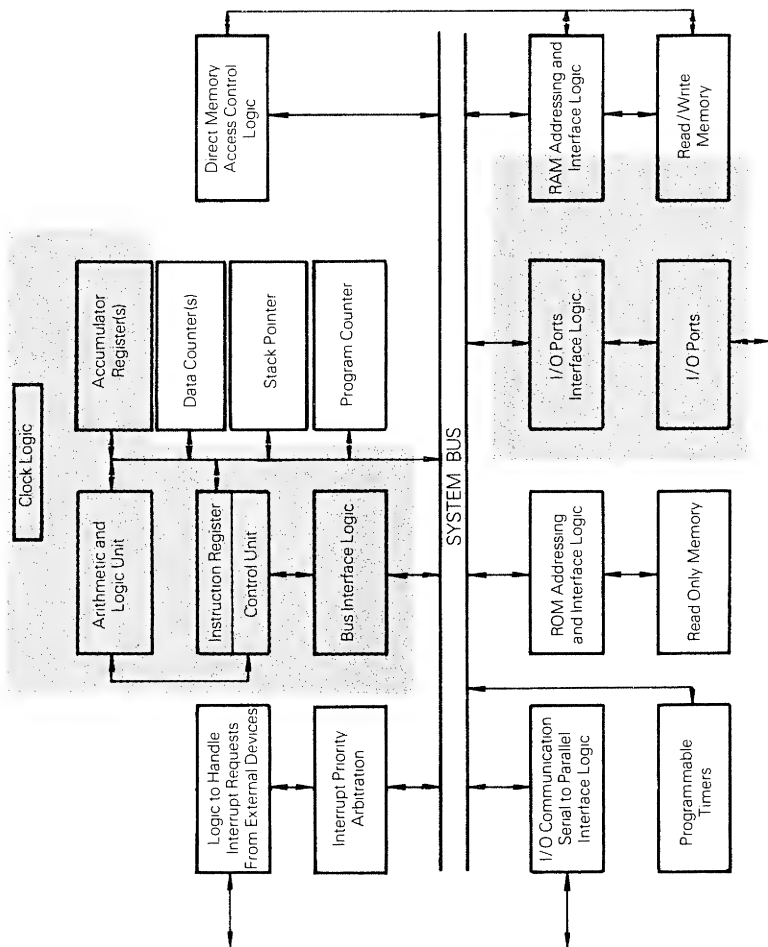 Clock Logic
Arithmetic and
Logic Unit
Accumulator
Register(s)
Logic to Handle
Interrupt Requests
From External Devices
Instruction Register
Control Unit
Data Counter(s)
Direct Memory
Access Control
Logic
Stack Pointer
Interrupt Priority
Arbitration
Bus Interface Logic
Program Counter
SYSTEM BUS
I/O Communication
Serial to Parallel
Interface Logic
ROM Addressing
and Interface Logic
I/O Ports
Interface Logic
RAM Addressing and
Interface Logic
Programmable
Timers
Read Only Memory
I/O Ports
Read/Write
Memory